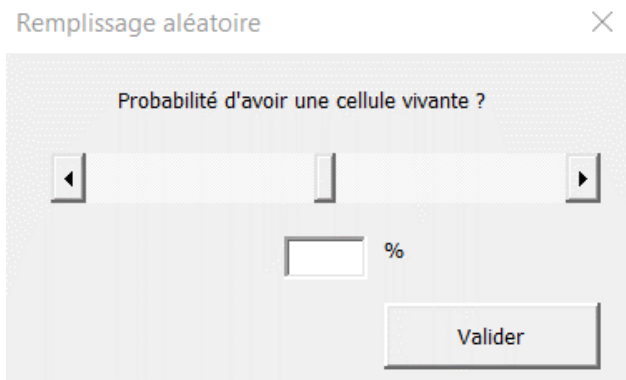 Remplissage aléatoire
Probabilité d'avoir une cellule vivante ?
%
Valider